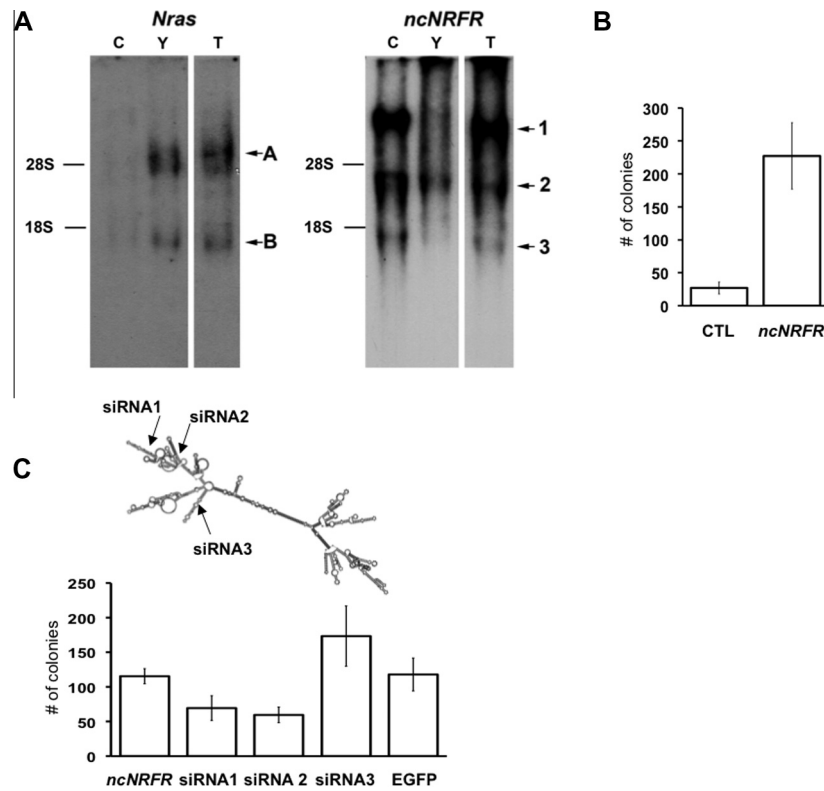 A
Nras
C Y T
28S
18S
A
B
ncNRFR
C Y T
28S
18S
1
2
3
B
# of colonies
300
250
200
150
100
50
0
CTL ncNRFR
C
siRNA1
siRNA2
siRNA3
# of colonies
250
200
150
100
50
0
ncNRFR siRNA1 siRNA 2 siRNA3 EGFP